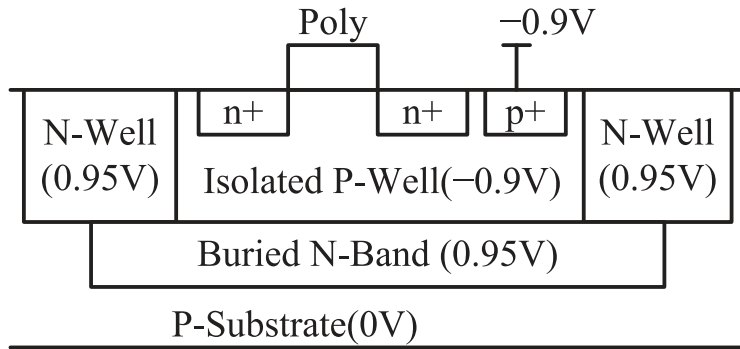 Poly
−0.9V
n+
n+
p+
N-Well
(0.95V)
Isolated P-Well(−0.9V)
N-Well
(0.95V)
Buried N-Band (0.95V)
P-Substrate(0V)